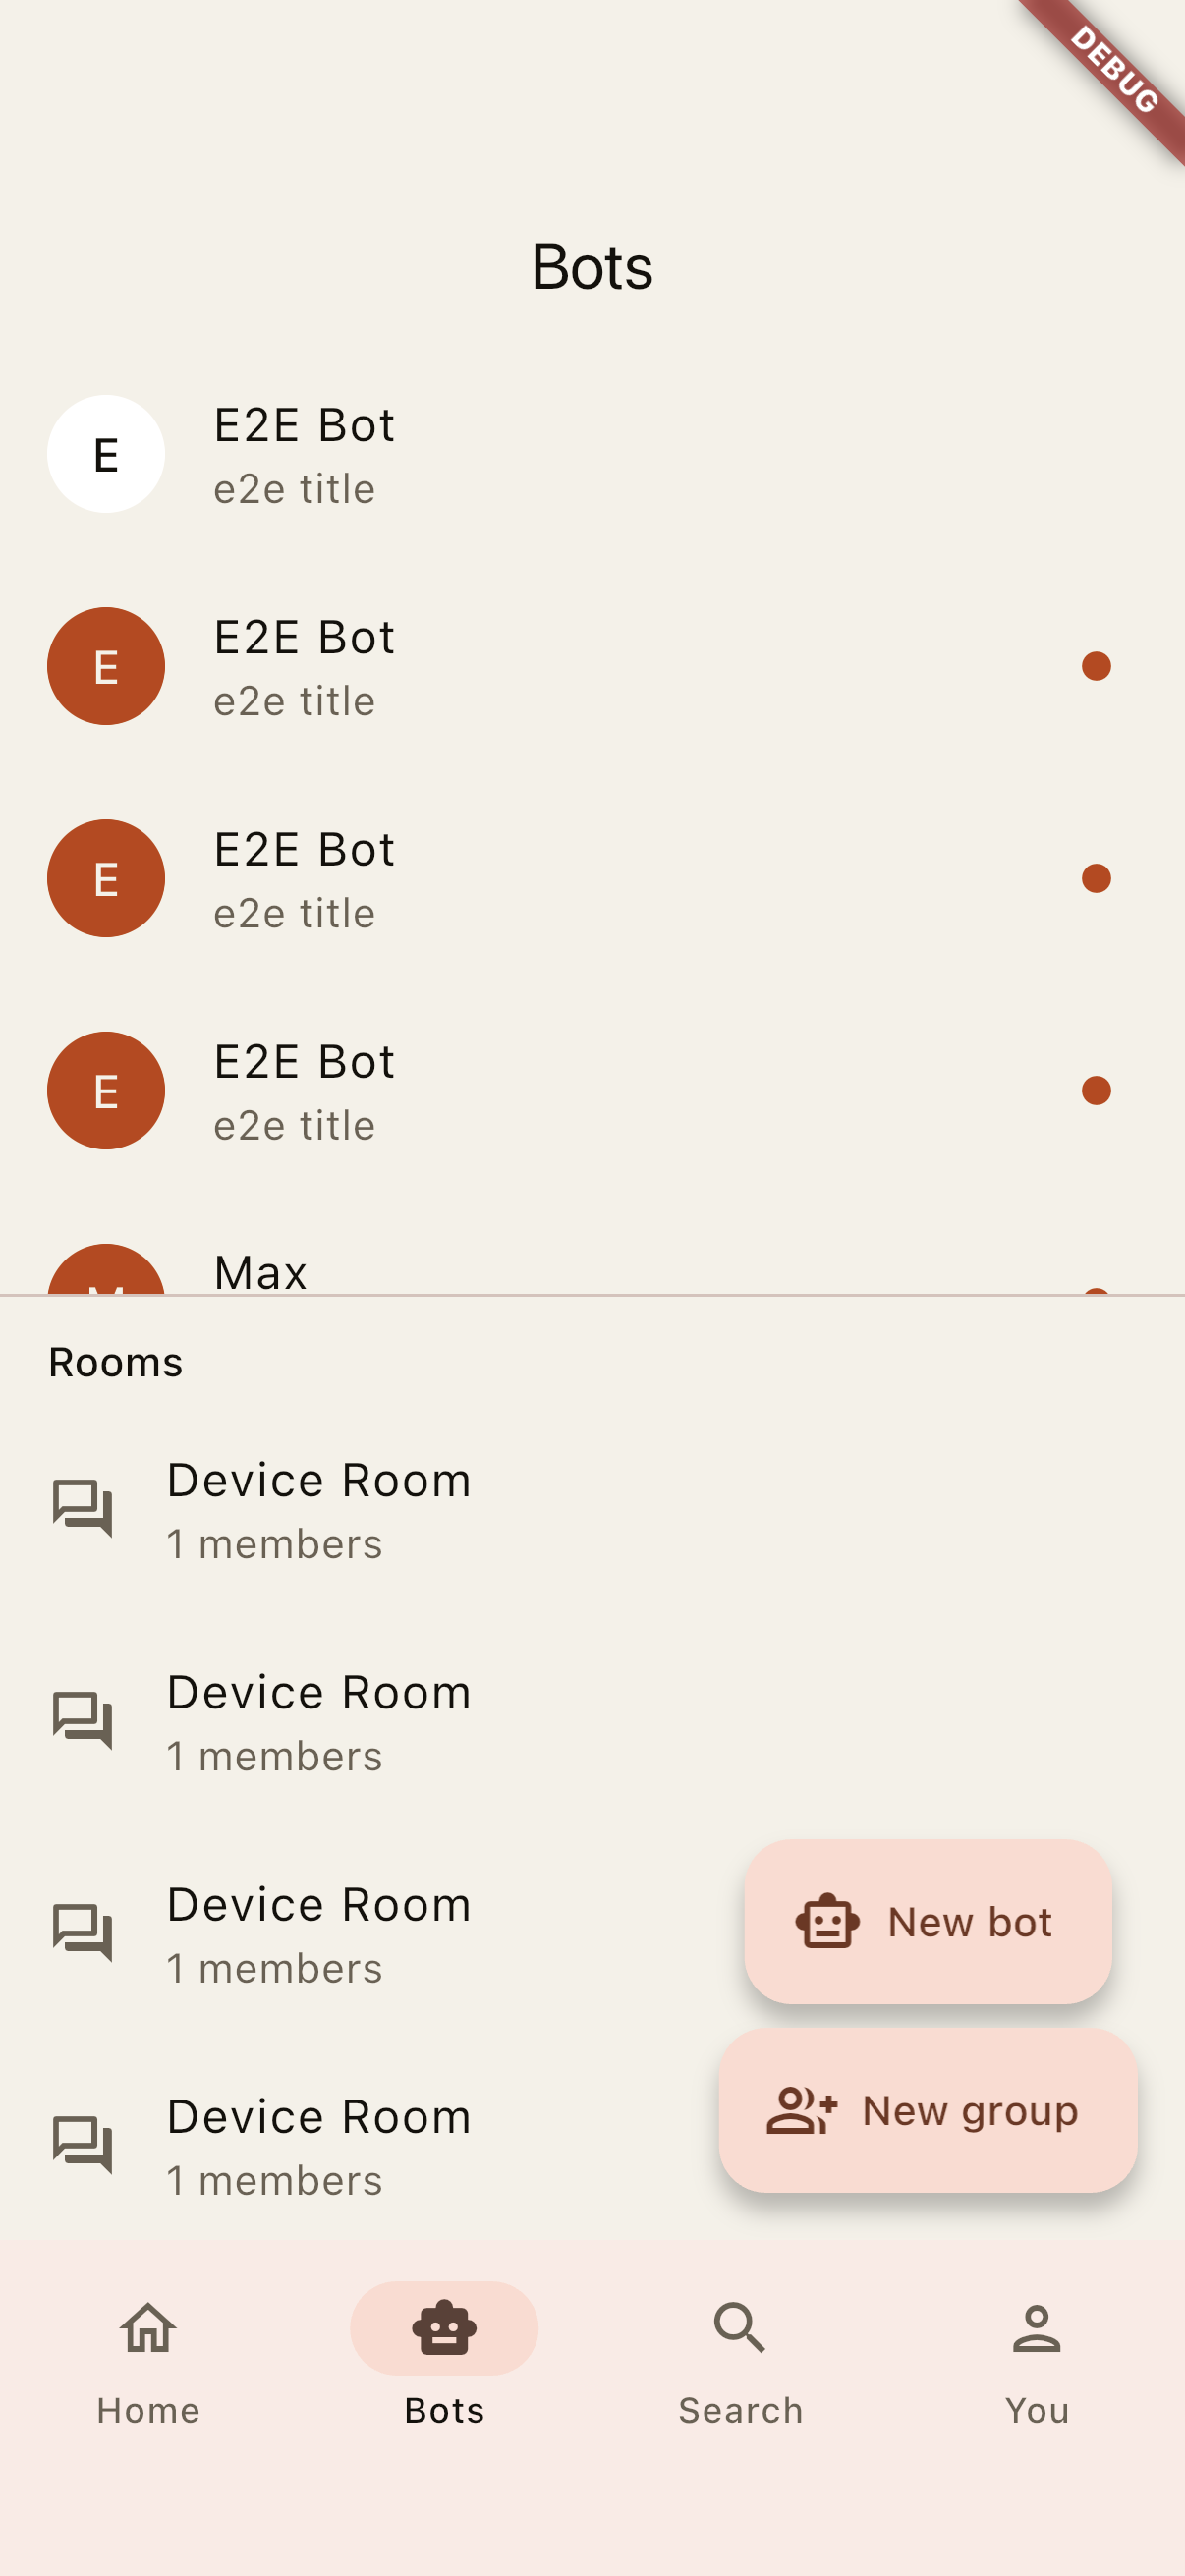 DEBUG
Bots
E
E2E Bot
e2e title
E
E2E Bot
e2e title
E
E2E Bot
e2e title
E
E2E Bot
e2e title
Max
Rooms
Device Room
1 members
Device Room
1 members
Device Room
1 members
New bot
New group
Device Room
1 members
Home
Bots
Search
You